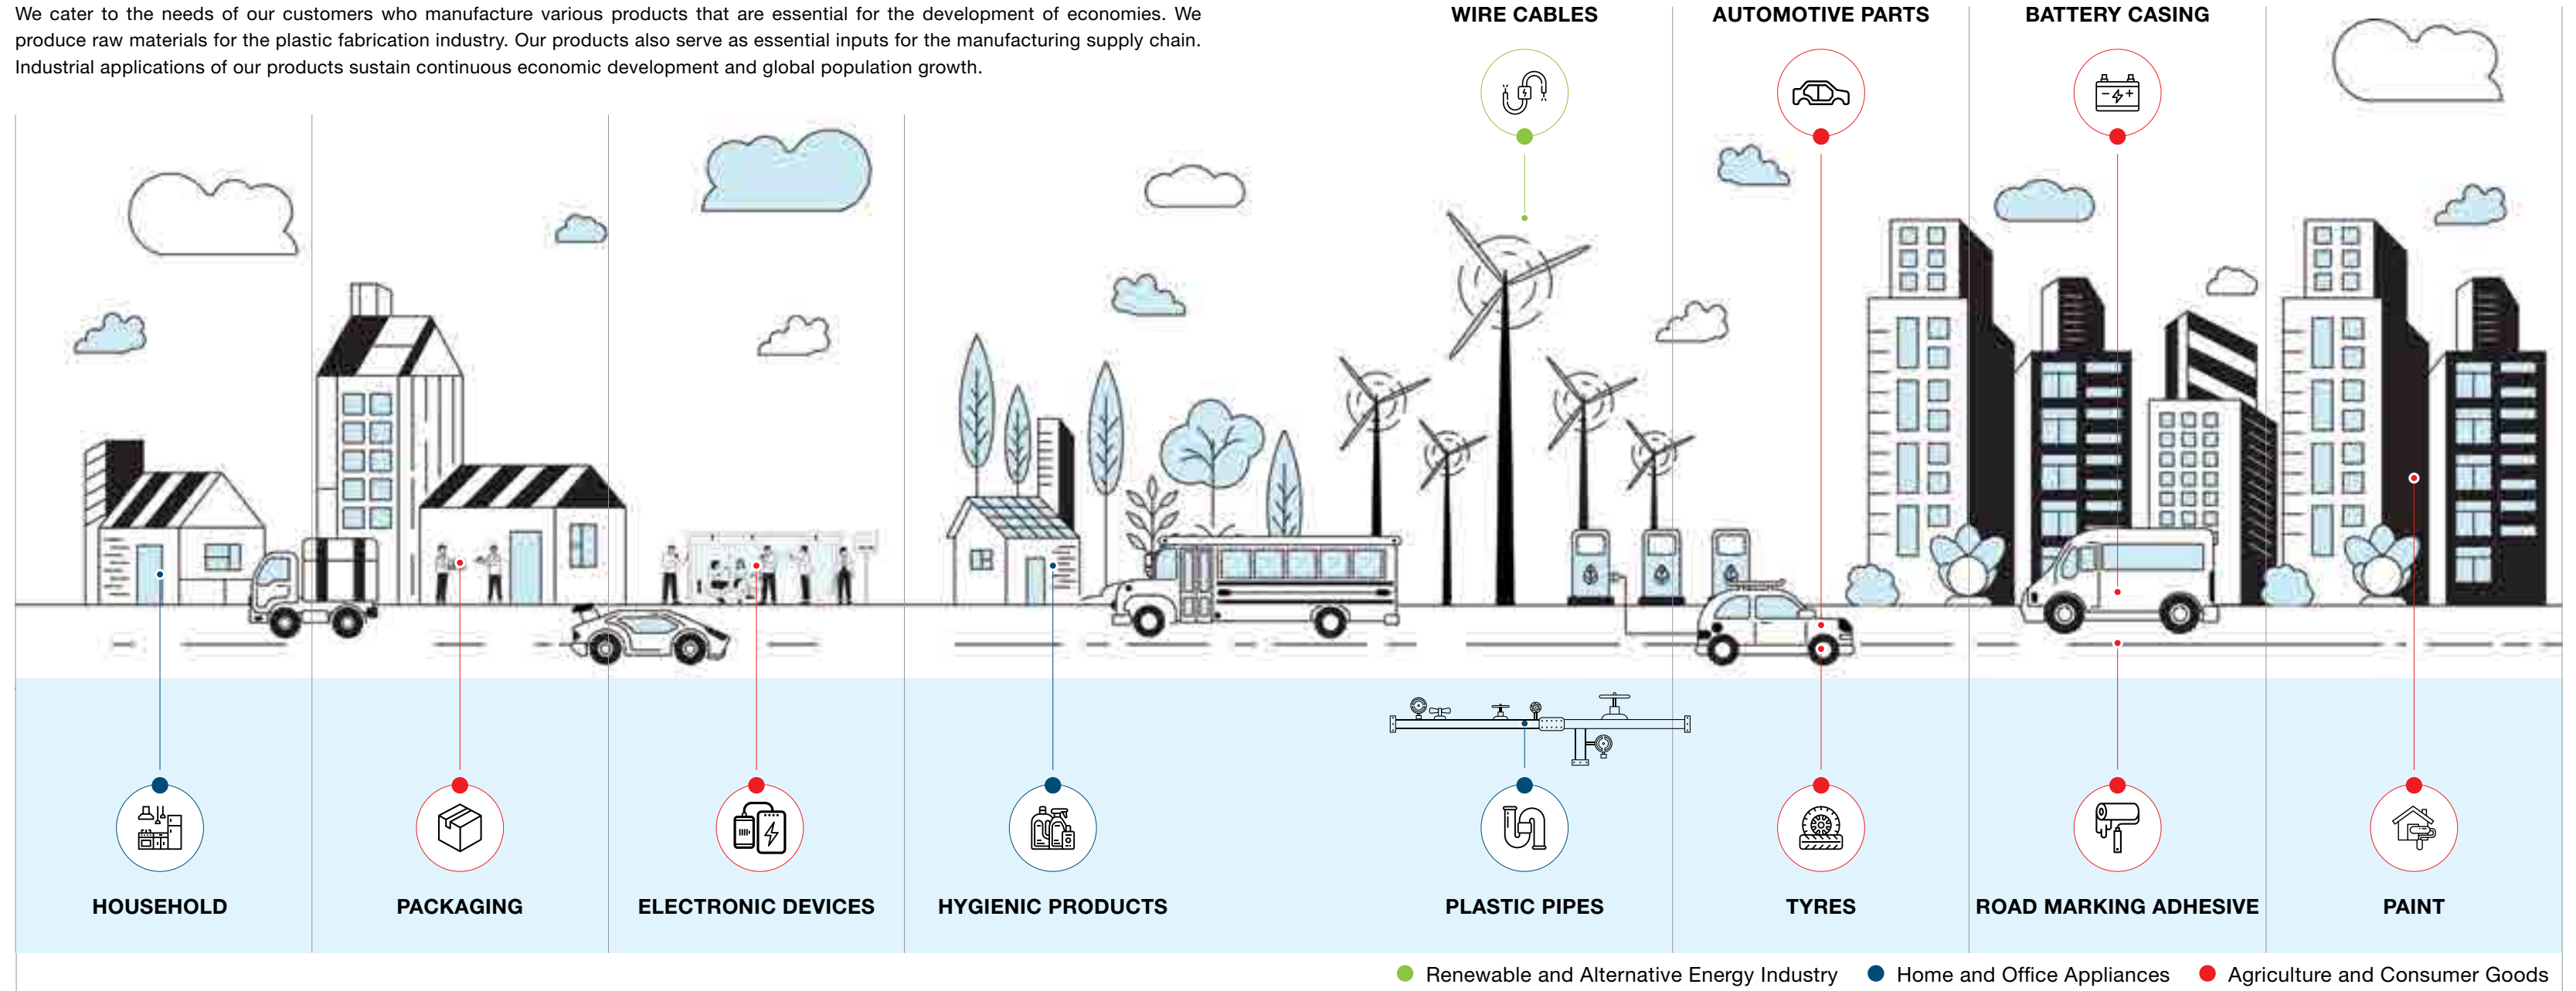 We cater to the needs of our customers who manufacture various products that are essential for the development of economies. We
produce raw materials for the plastic fabrication industry. Our products also serve as essential inputs for the manufacturing supply chain.
Industrial applications of our products sustain continuous economic development and global population growth.
WIRE CABLES
AUTOMOTIVE PARTS
BATTERY CASING
HOUSEHOLD
PACKAGING
ELECTRONIC DEVICES
HYGIENIC PRODUCTS
PLASTIC PIPES
TYRES
ROAD MARKING ADHESIVE
PAINT
Renewable and Alternative Energy Industry
Home and Office Appliances
Agriculture and Consumer Goods